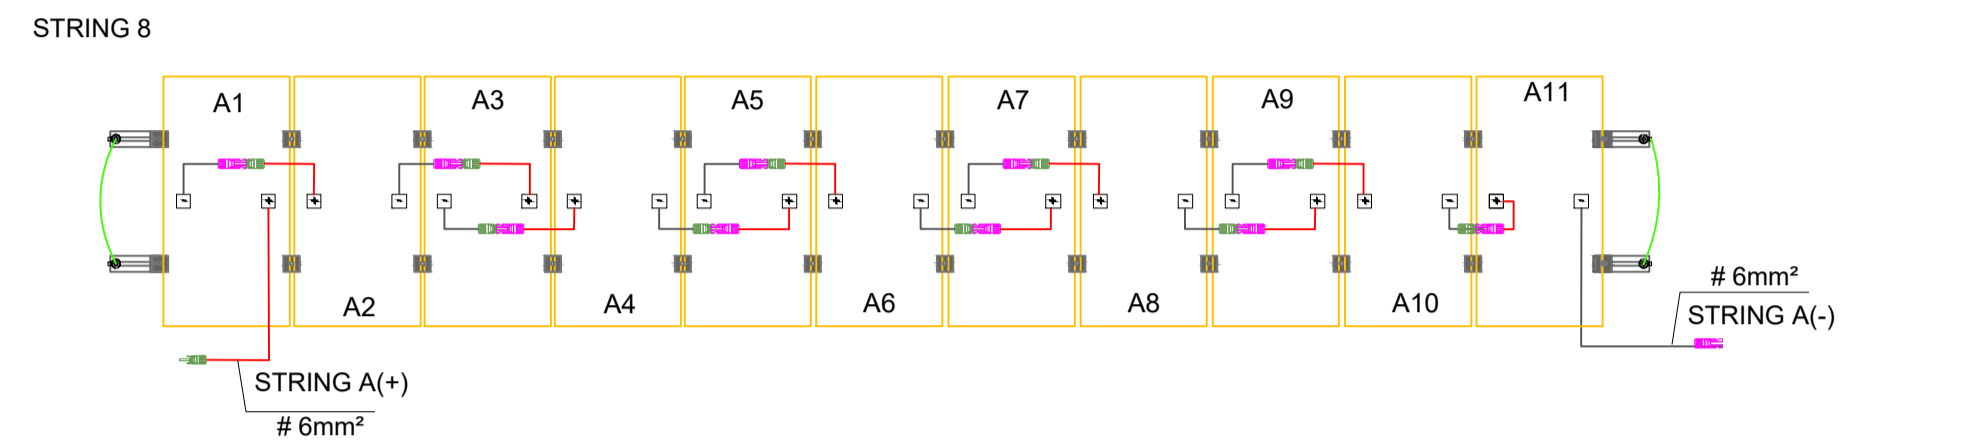 STRING 8
A1
A2
A3
A4
A5
A6
A7
A8
A9
A10
A11
- + + - - + + - - + + - - + + - - + + - + -
# 6mm²
STRING A(-)
STRING A(+)
# 6mm²